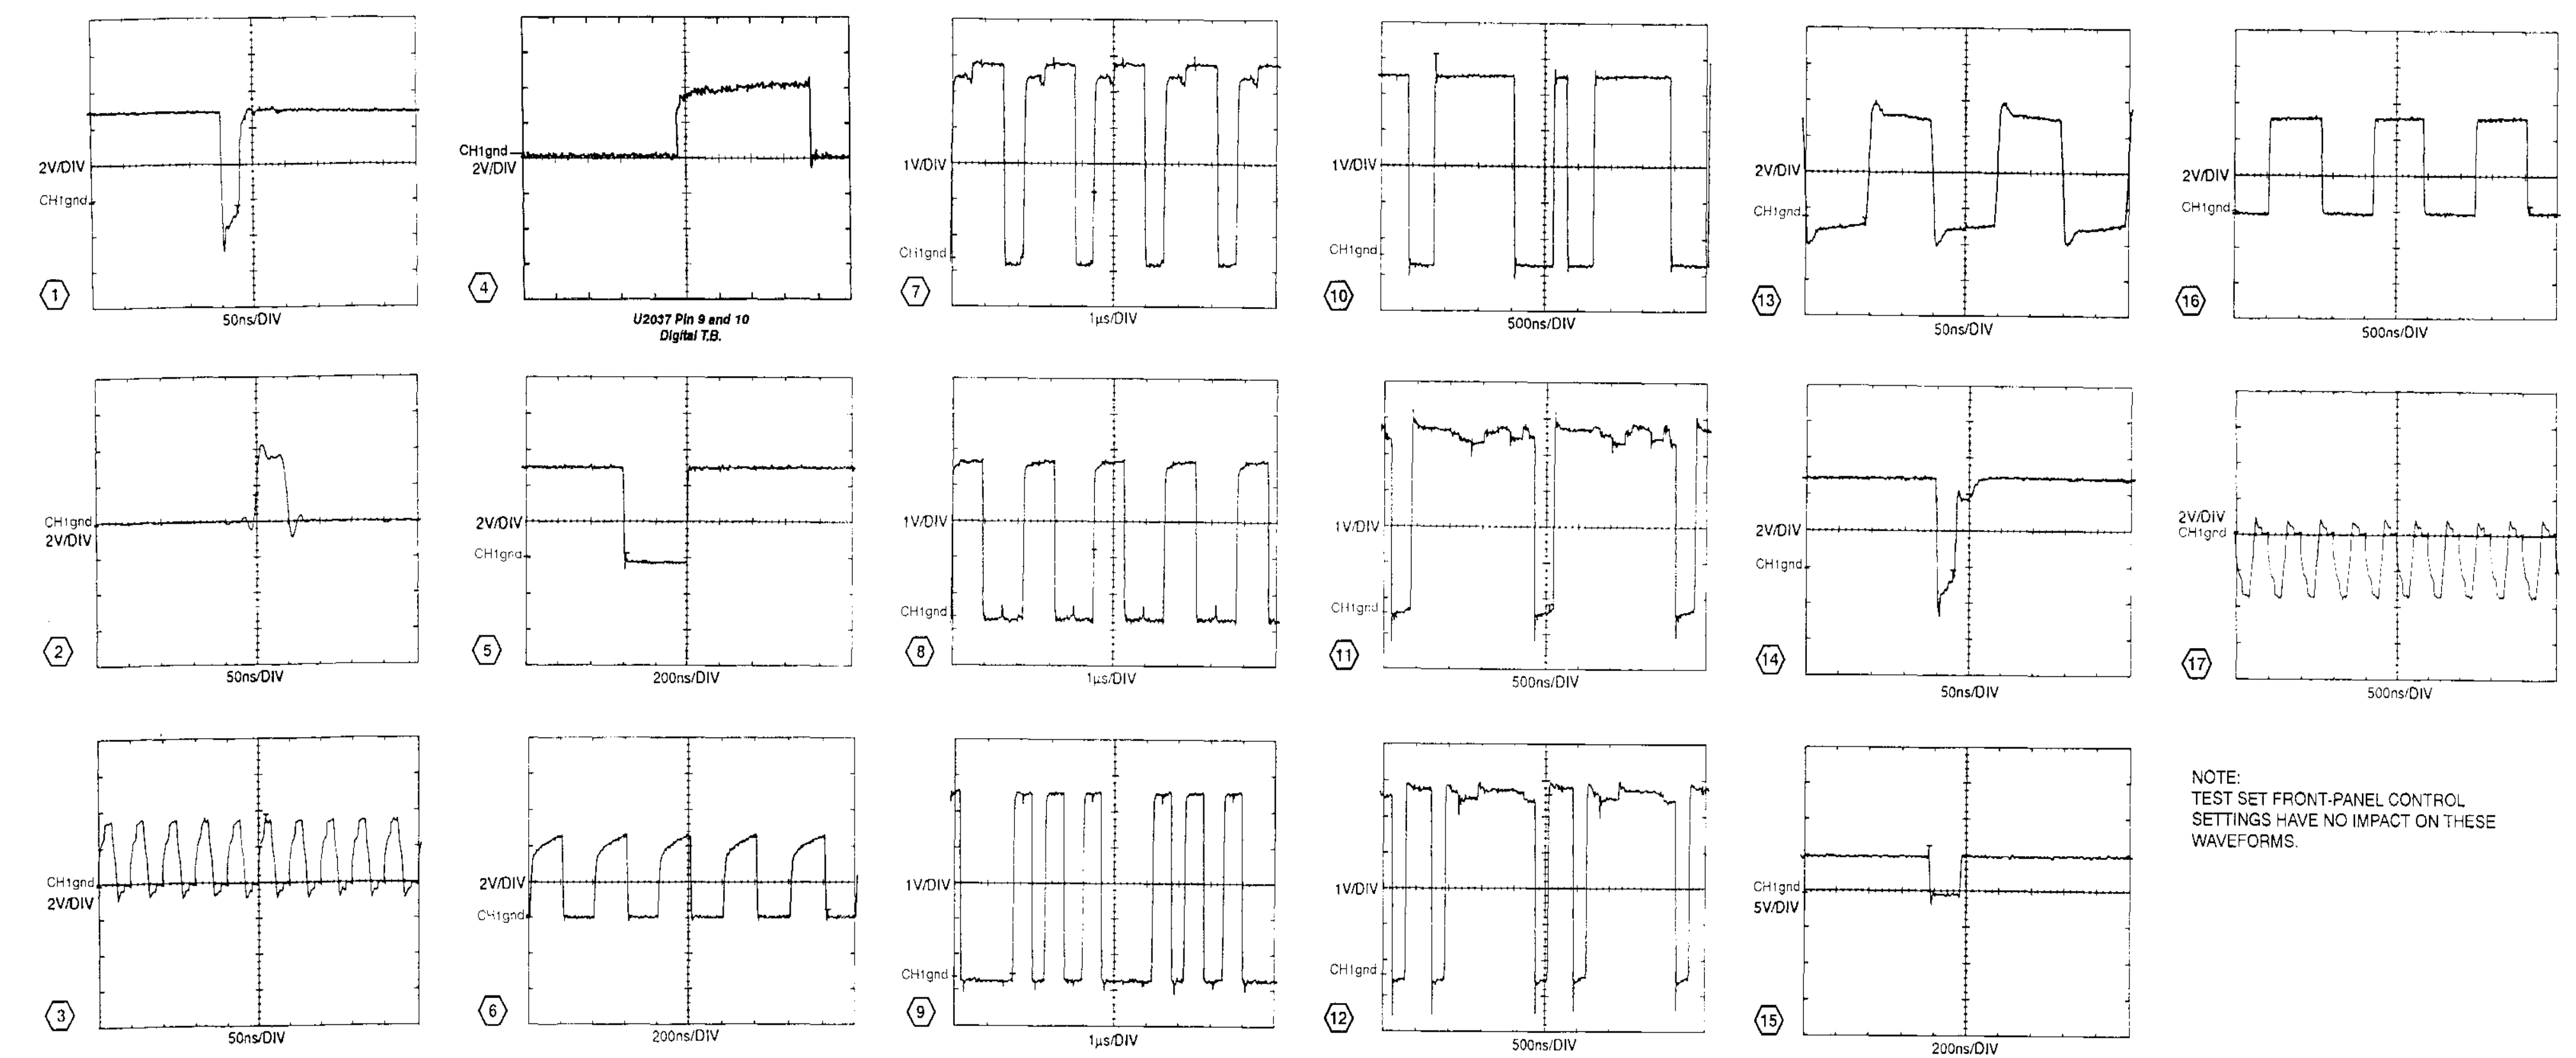 2V/DIV
CH1gnd
1
50ns/DIV
CH1gnd
2V/DIV
2
50ns/DIV
CH1gnd
2V/DIV
3
50ns/DIV
CH1gnd
2V/DIV
4
U2037 Pin 9 and 10
Digital T.B.
2V/DIV
CH1gnd
5
200ns/DIV
2V/DIV
CH1gnd
6
200ns/DIV
1V/DIV
CH1gnd
7
1µs/DIV
1V/DIV
CH1gnd
8
1µs/DIV
1V/DIV
CH1gnd
9
1µs/DIV
1V/DIV
CH1gnd
10
500ns/DIV
1V/DIV
CH1gnd
11
500ns/DIV
1V/DIV
CH1gnd
12
500ns/DIV
2V/DIV
CH1gnd
13
50ns/DIV
2V/DIV
CH1gnd
14
50ns/DIV
CH1gnd
5V/DIV
15
200ns/DIV
2V/DIV
CH1gnd
16
500ns/DIV
2V/DIV
CH1gnd
17
500ns/DIV
NOTE:
TEST SET FRONT-PANEL CONTROL
SETTINGS HAVE NO IMPACT ON THESE
WAVEFORMS.